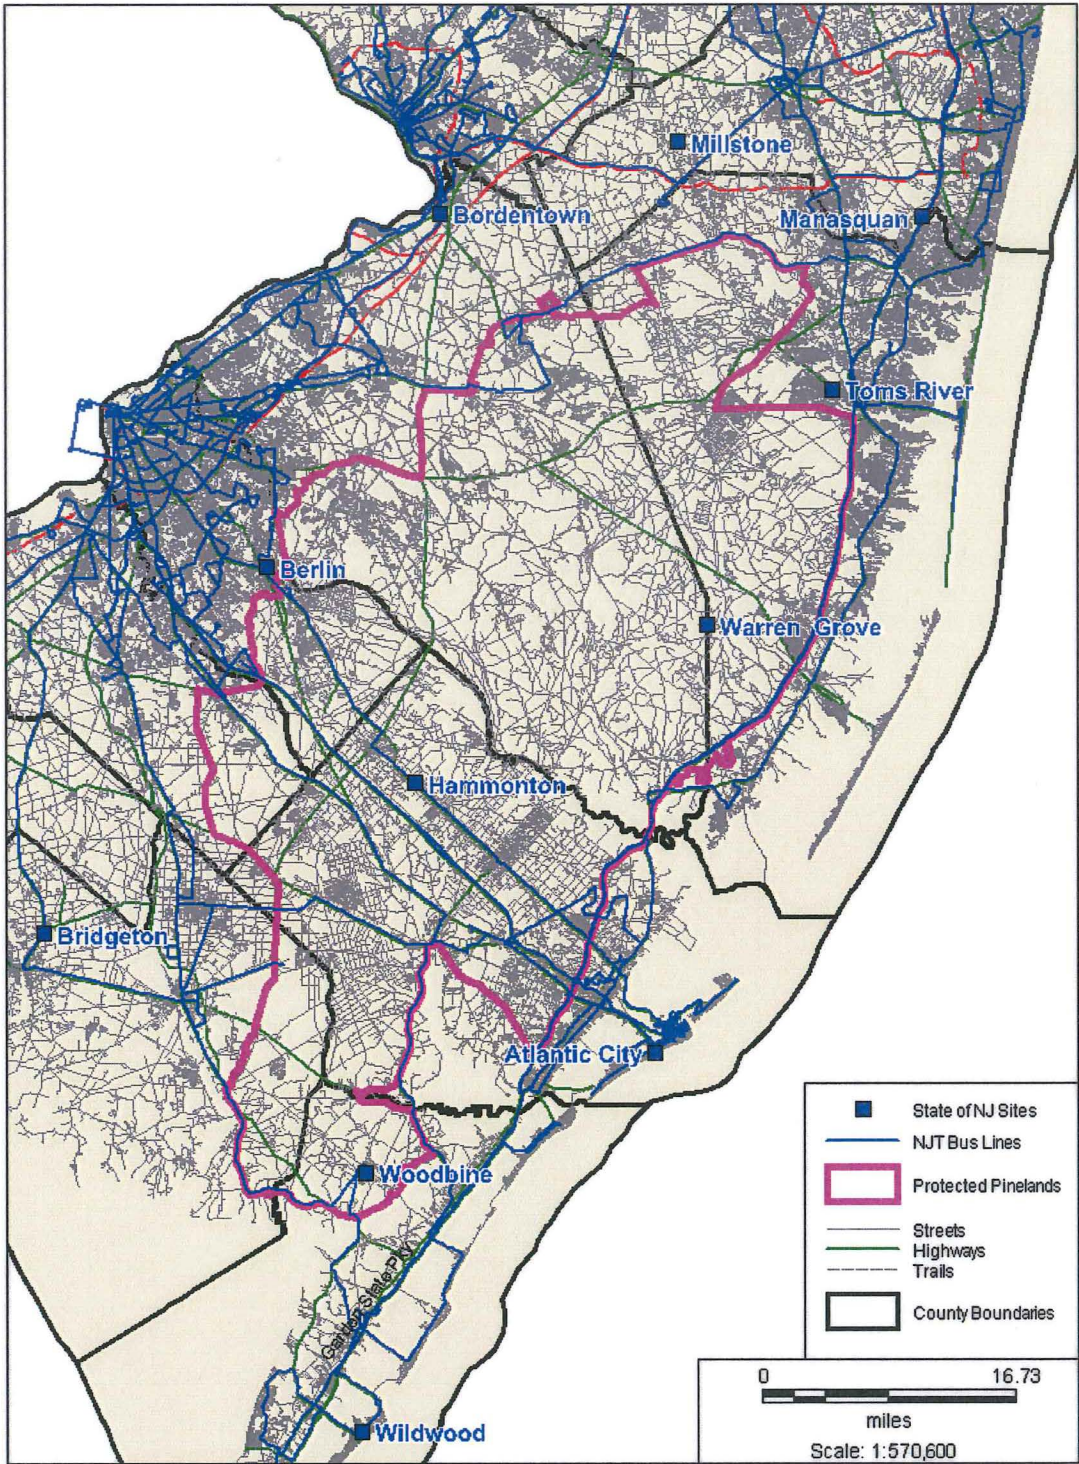 Millstone
Bordentown
Manasquan
Toms River
Berlin
Warren Grove
Hammonton
Bridgeton
Atlantic City
Woodbine
Garden State Pky
Wildwood
State of NJ Sites
NJT Bus Lines
Protected Pinelands
Streets
Highways
Trails
County Boundaries
0 16.73
miles
Scale: 1:570,600